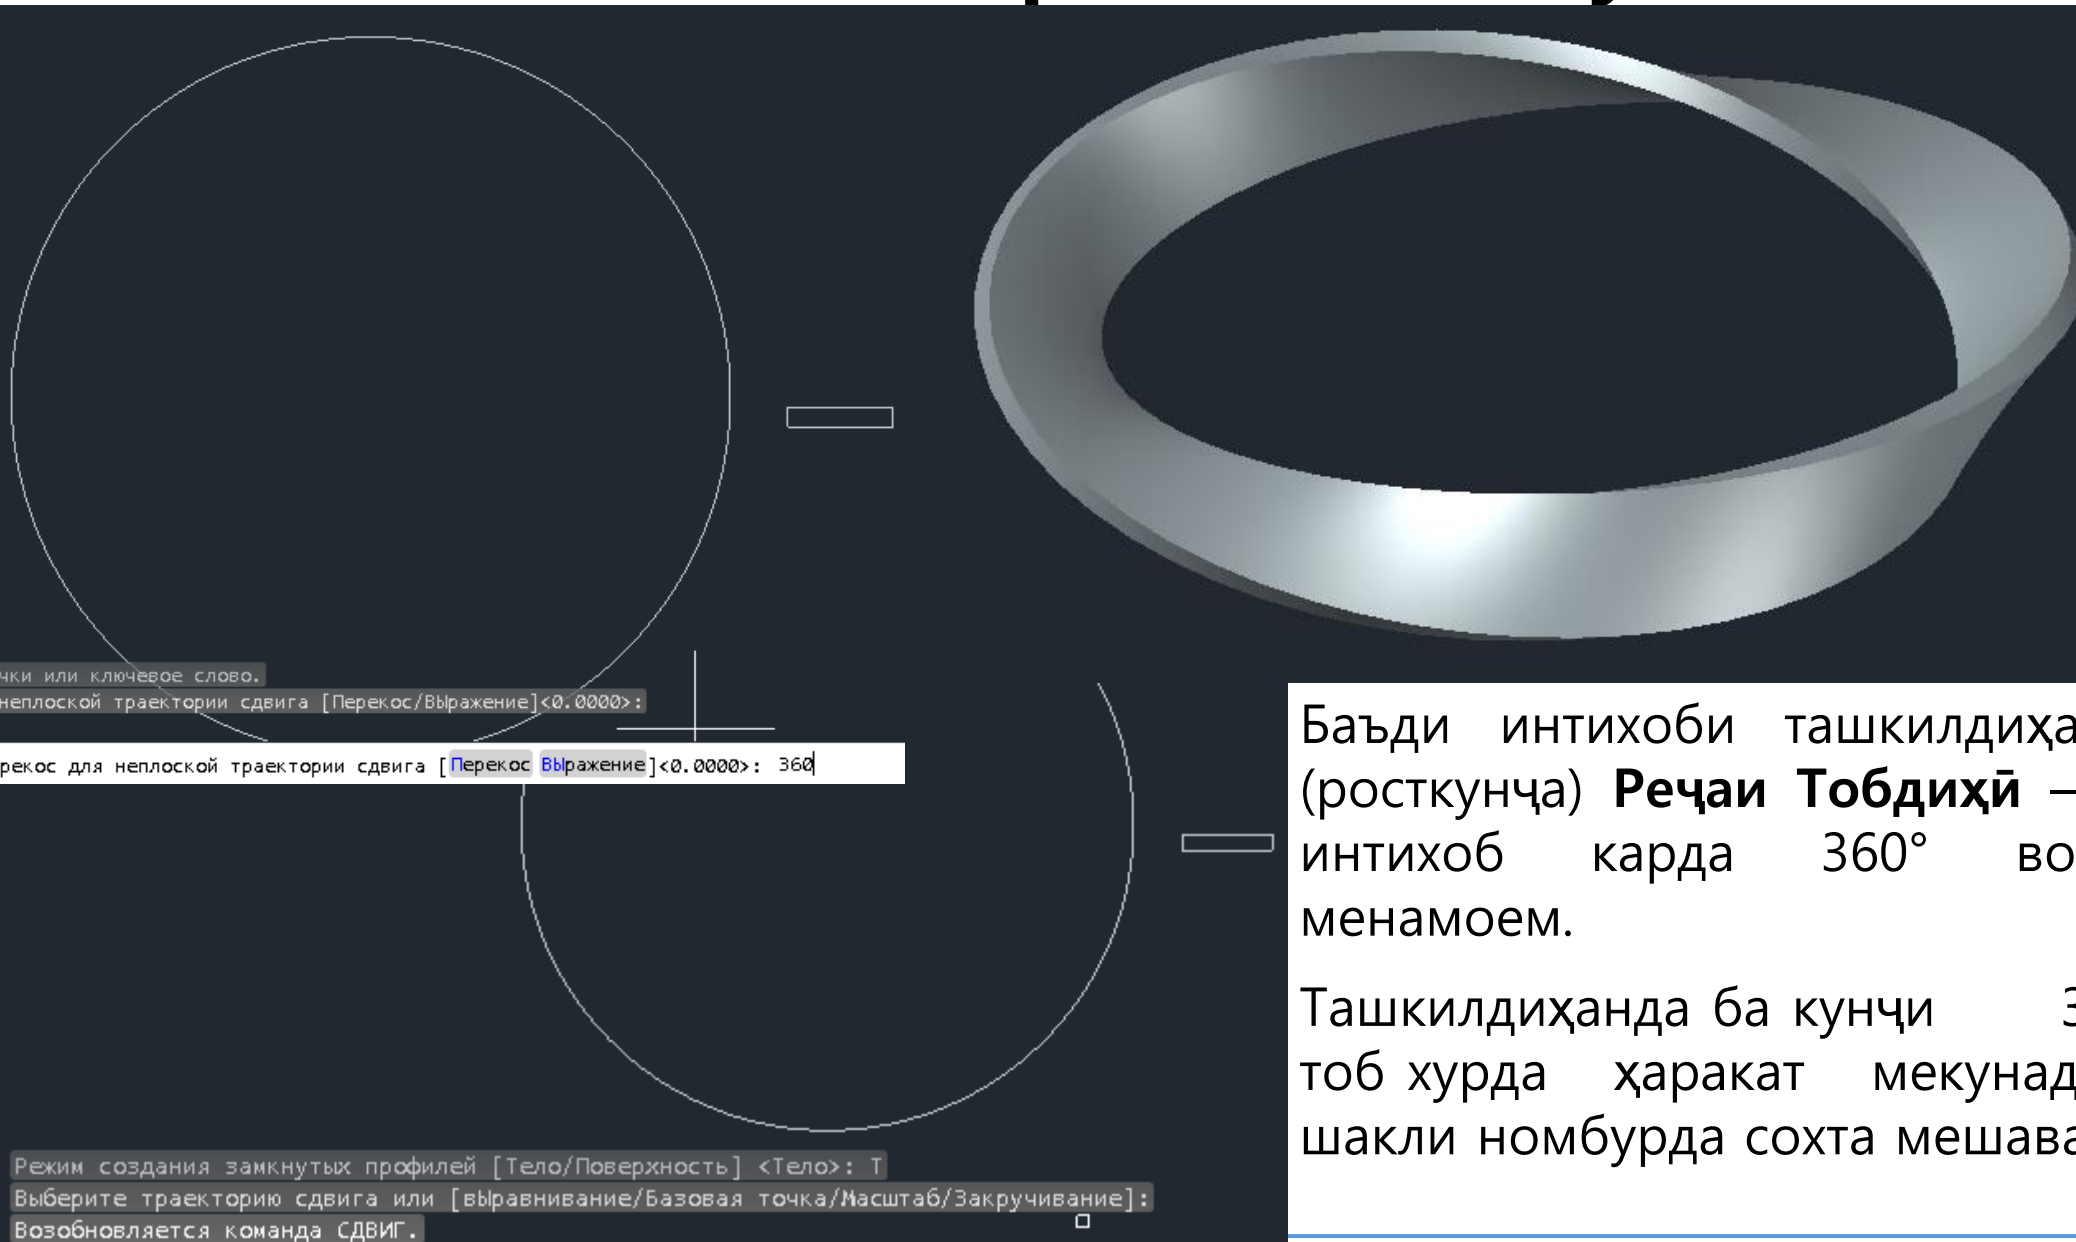 чки или ключевое слово.
неплоской траектории сдвига [Перекос/ВЫражение]<0.0000>:
рекос для неплоской траектории сдвига [Перекос ВЫражение]<0.0000>: 360
Режим создания замкнутых профилей [Тело/Поверхность] <Тело>: Т
Выберите траекторию сдвига или [вЫравнивание/Базовая точка/Масштаб/Закручивание]:
Возобновляется команда СДВИГ.
Баъди интихоби ташкилдиҳа
(росткунҷа) Реҷаи Тобдиҳӣ –
интихоб карда 360° во
менамоем.
Ташкилдиҳанда ба кунҷи 3
тоб хурда ҳаракат мекунад
шакли номбурда сохта мешава